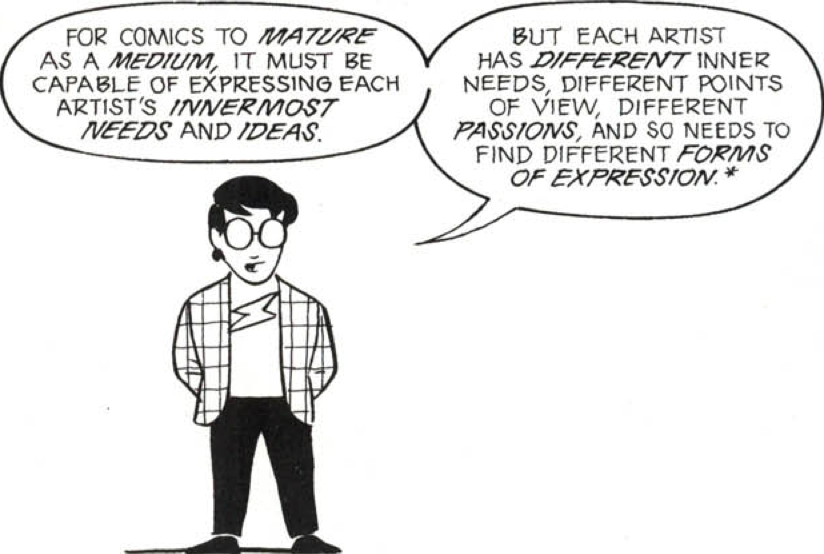 FOR COMICS TO MATURE
AS A MEDIUM, IT MUST BE
CAPABLE OF EXPRESSING EACH
ARTIST'S INNERMOST
NEEDS AND IDEAS.
BUT EACH ARTIST
HAS DIFFERENT INNER
NEEDS, DIFFERENT POINTS
OF VIEW, DIFFERENT
PASSIONS, AND SO NEEDS TO
FIND DIFFERENT FORMS
OF EXPRESSION.*